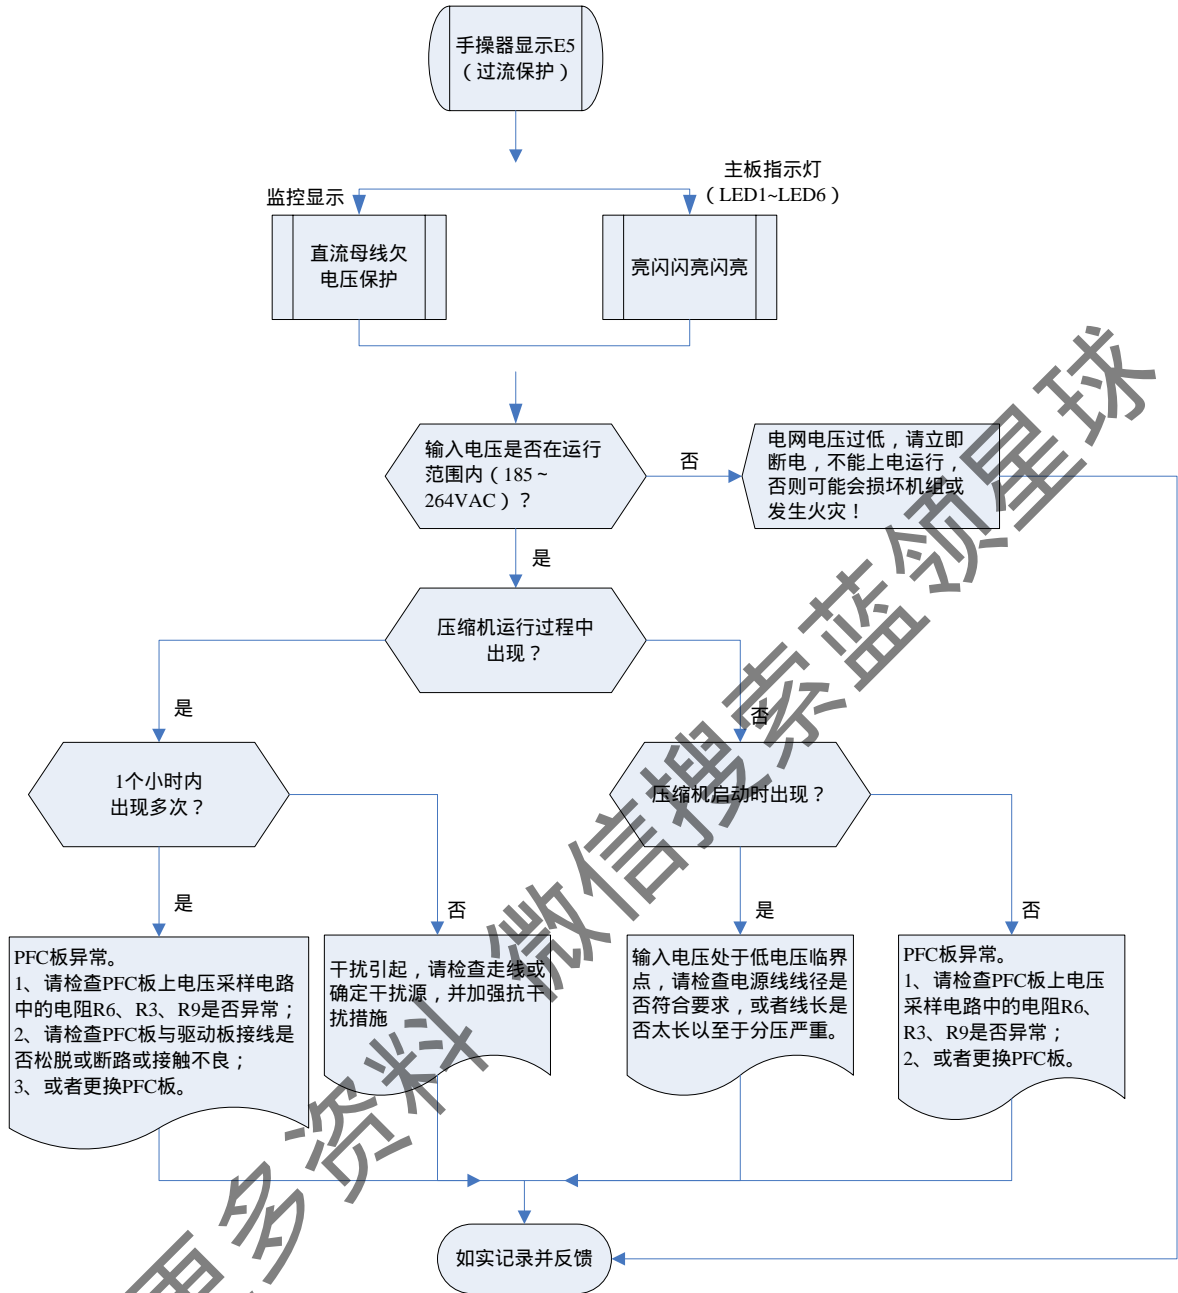 手操器显示E5
（过流保护）
监控显示
主板指示灯
（LED1~LED6）
直流母线欠
电压保护
亮闪闪亮闪亮
输入电压是否在运行
范围内（185～
264VAC）？
否
电网电压过低，请立即
断电，不能上电运行，
否则可能会损坏机组或
发生火灾！
是
压缩机运行过程中
出现？
是
否
1个小时内
出现多次？
压缩机启动时出现？
是
否
是
否
PFC板异常。
1、请检查PFC板上电压采样电路
中的电阻R6、R3、R9是否异常；
2、请检查PFC板与驱动板接线是
否松脱或断路或接触不良；
3、或者更换PFC板。
干扰引起，请检查走线或
确定干扰源，并加强抗干
扰措施
输入电压处于低电压临界
点，请检查电源线线径是
否符合要求，或者线长是
否太长以至于分压严重。
PFC板异常。
1、请检查PFC板上电压
采样电路中的电阻R6、
R3、R9是否异常；
2、或者更换PFC板。
如实记录并反馈
更多资料 微信搜索蓝领星球